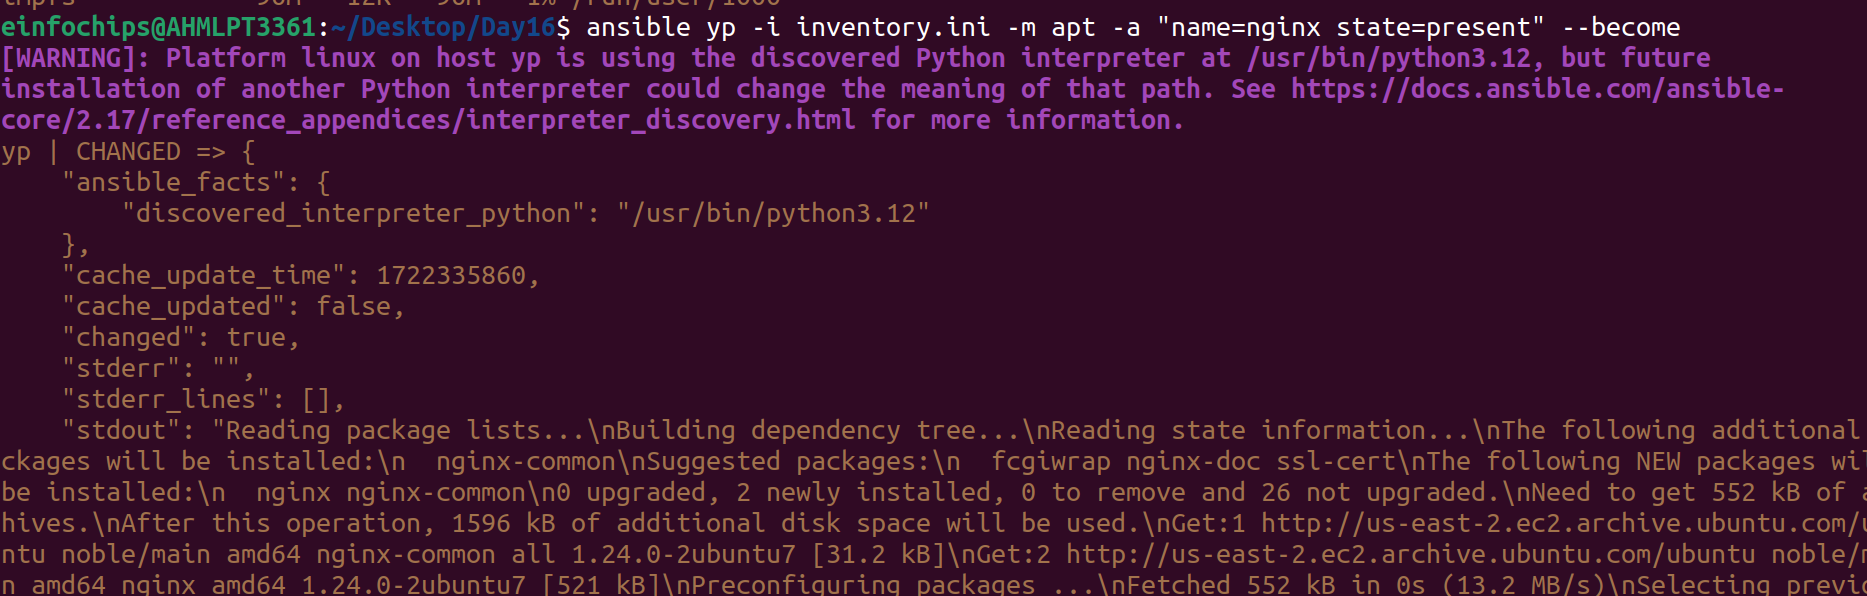 einfochips@AHMLPT3361:~/Desktop/Day16$ ansible yp -i inventory.ini -m apt -a "name=nginx state=present" --become
[WARNING]: Platform linux on host yp is using the discovered Python interpreter at /usr/bin/python3.12, but future
installation of another Python interpreter could change the meaning of that path. See https://docs.ansible.com/ansible-
core/2.17/reference_appendices/interpreter_discovery.html for more information.
yp | CHANGED => {
    "ansible_facts": {
        "discovered_interpreter_python": "/usr/bin/python3.12"
    },
    "cache_update_time": 1722335860,
    "cache_updated": false,
    "changed": true,
    "stderr": "",
    "stderr_lines": [],
    "stdout": "Reading package lists...\nBuilding dependency tree...\nReading state information...\nThe following additional
ckages will be installed:\n  nginx-common\nSuggested packages:\n  fcgiwrap nginx-doc ssl-cert\nThe following NEW packages wil
be installed:\n  nginx nginx-common\n0 upgraded, 2 newly installed, 0 to remove and 26 not upgraded.\nNeed to get 552 kB of a
hives.\nAfter this operation, 1596 kB of additional disk space will be used.\nGet:1 http://us-east-2.ec2.archive.ubuntu.com/u
ntu noble/main amd64 nginx-common all 1.24.0-2ubuntu7 [31.2 kB]\nGet:2 http://us-east-2.ec2.archive.ubuntu.com/ubuntu noble/m
n amd64 nginx amd64 1.24.0-2ubuntu7 [521 kB]\nPreconfiguring packages ...\nFetched 552 kB in 0s (13.2 MB/s)\nSelecting previo